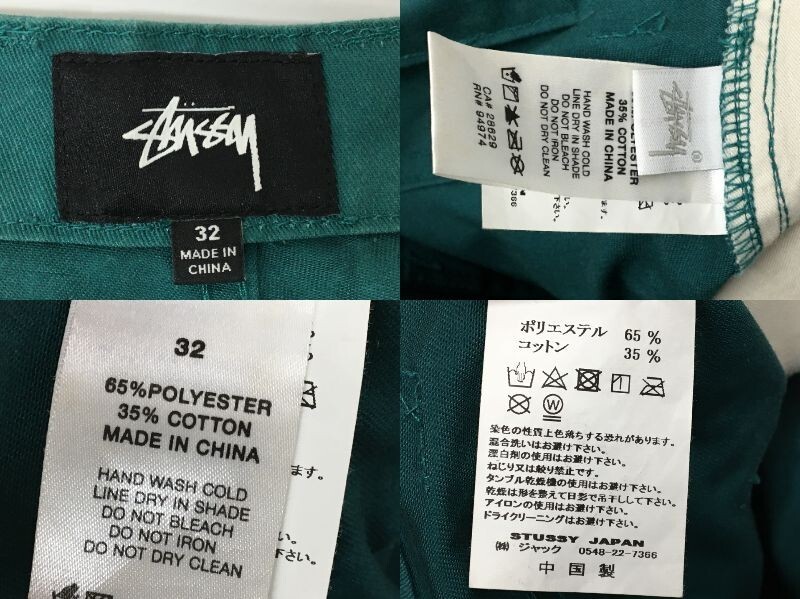 STÜSSY
32
MADE IN
CHINA
35% COTTON
MADE IN CHINA
HAND WASH COLD
LINE DRY IN SHADE
DO NOT BLEACH
DO NOT IRON
DO NOT DRY CLEAN
CA# 28629
RN# 94974
STÜSSY
®
7366
32
65%POLYESTER
35% COTTON
MADE IN CHINA
HAND WASH COLD
LINE DRY IN SHADE
DO NOT BLEACH
DO NOT IRON
DO NOT DRY CLEAN
ます。
い。
下さい。
ポリエステル 65 %
コットン 35 %
W
染色の性質上色落ちする恐れがあります。
混合洗いはお避け下さい。
漂白剤の使用はお避け下さい。
ねじり又は絞り禁止です。
タンブル乾燥機の使用はお避け下さい。
乾燥は形を整えて日影で吊干しして下さい。
アイロンの使用はお避け下さい。
ドライクリーニングはお避け下さい。
STUSSY JAPAN
㈱ ジャック 0548-22-7366
中国製